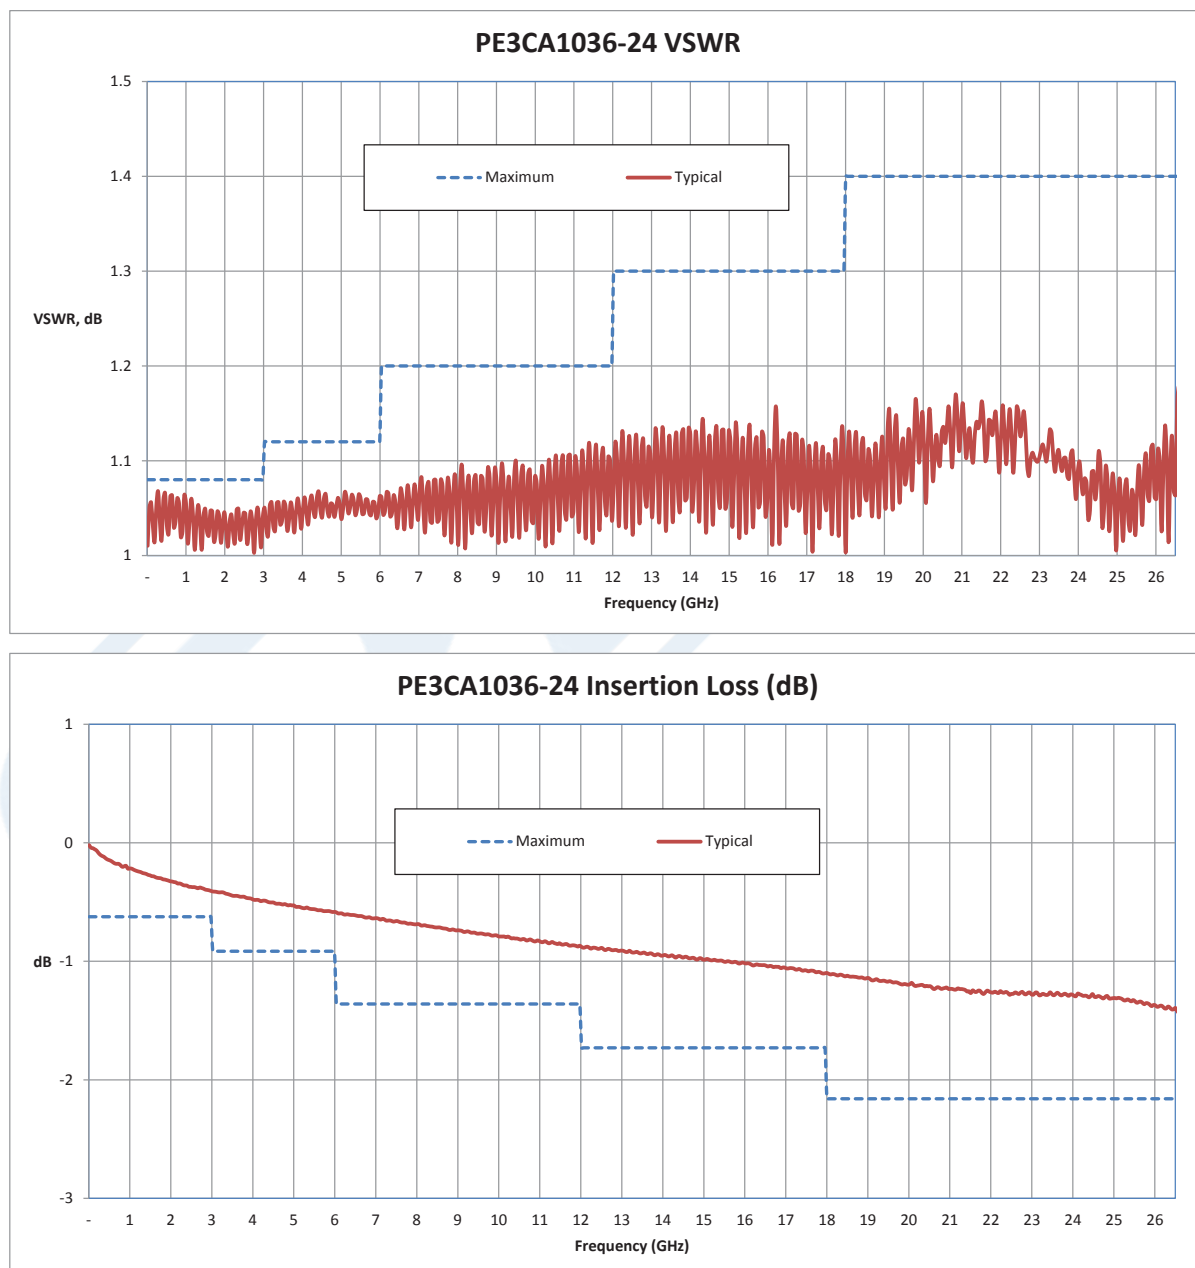 PE3CA1036-24 VSWR
1.5
Maximum Typical
1.4
1.3
VSWR, dB
1.2
1.1
1
- 1 2 3 4 5 6 7 8 9 10 11 12 13 14 15 16 17 18 19 20 21 22 23 24 25 26
Frequency (GHz)
PE3CA1036-24 Insertion Loss (dB)
1
Maximum Typical
0
dB -1
-2
-3
- 1 2 3 4 5 6 7 8 9 10 11 12 13 14 15 16 17 18 19 20 21 22 23 24 25 26
Frequency (GHz)